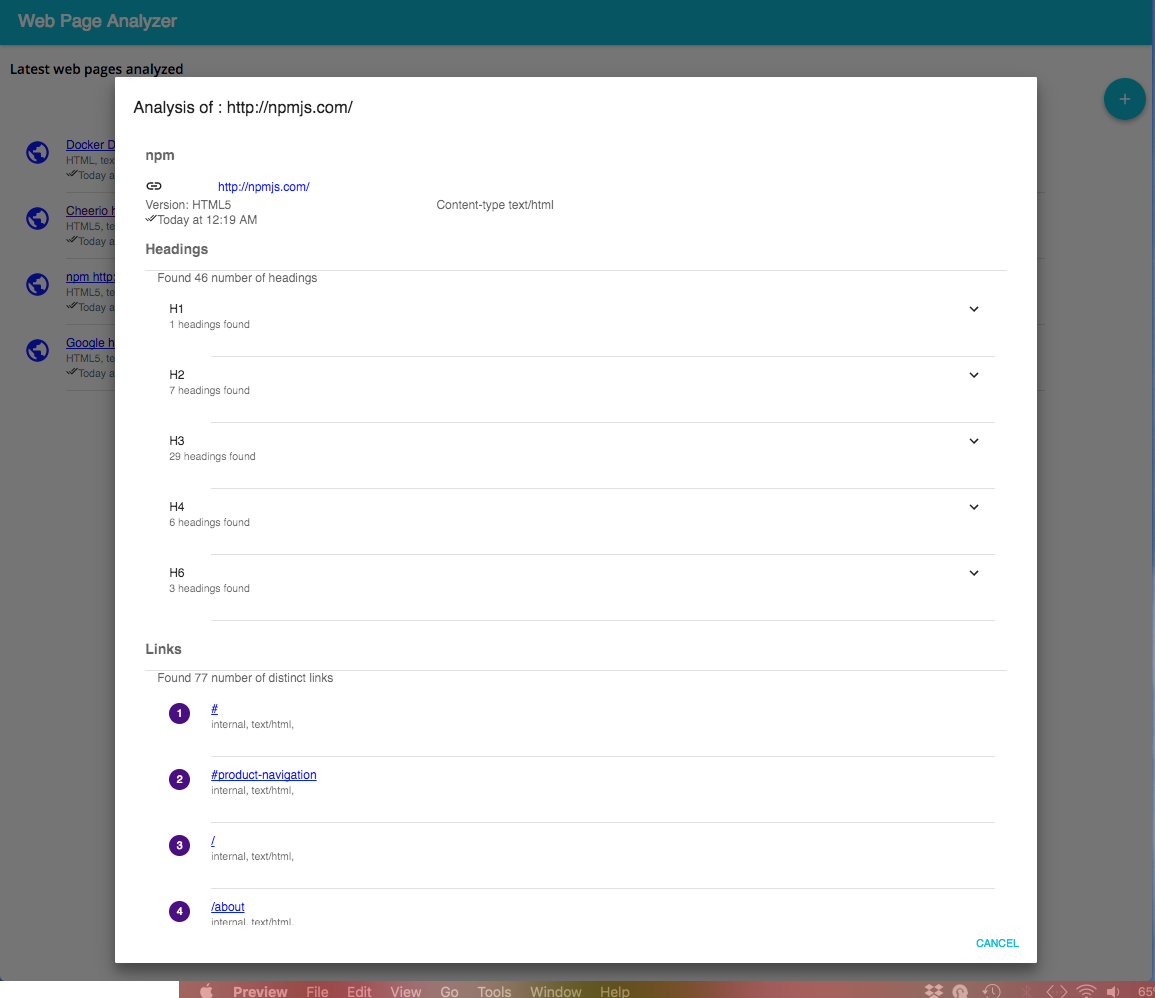 Web Page Analyzer
Latest web pages analyzed
+
Docker D
HTML, tex
Today a
Cheerio h
HTML5, te
Today a
npm http:
HTML5, te
Today a
Google h
HTML5, te
Today a
Analysis of : http://npmjs.com/
npm
http://npmjs.com/
Version: HTML5 Content-type text/html
Today at 12:19 AM
Headings
Found 46 number of headings
H1
1 headings found
H2
7 headings found
H3
29 headings found
H4
6 headings found
H6
3 headings found
Links
Found 77 number of distinct links
1 #
internal, text/html,
2 #product-navigation
internal, text/html,
3 /
internal, text/html,
4 /about
internal, text/html,
CANCEL
Preview File Edit View Go Tools Window Help 65%